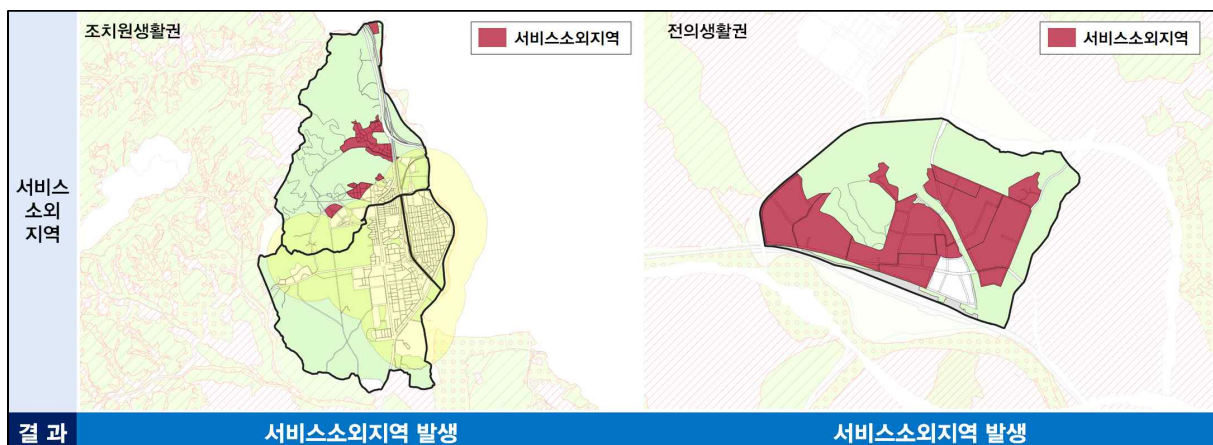 조치원생활권
서비스소외지역
전의생활권
서비스소외지역
서비스
소외
지역
결 과
서비스소외지역 발생
서비스소외지역 발생